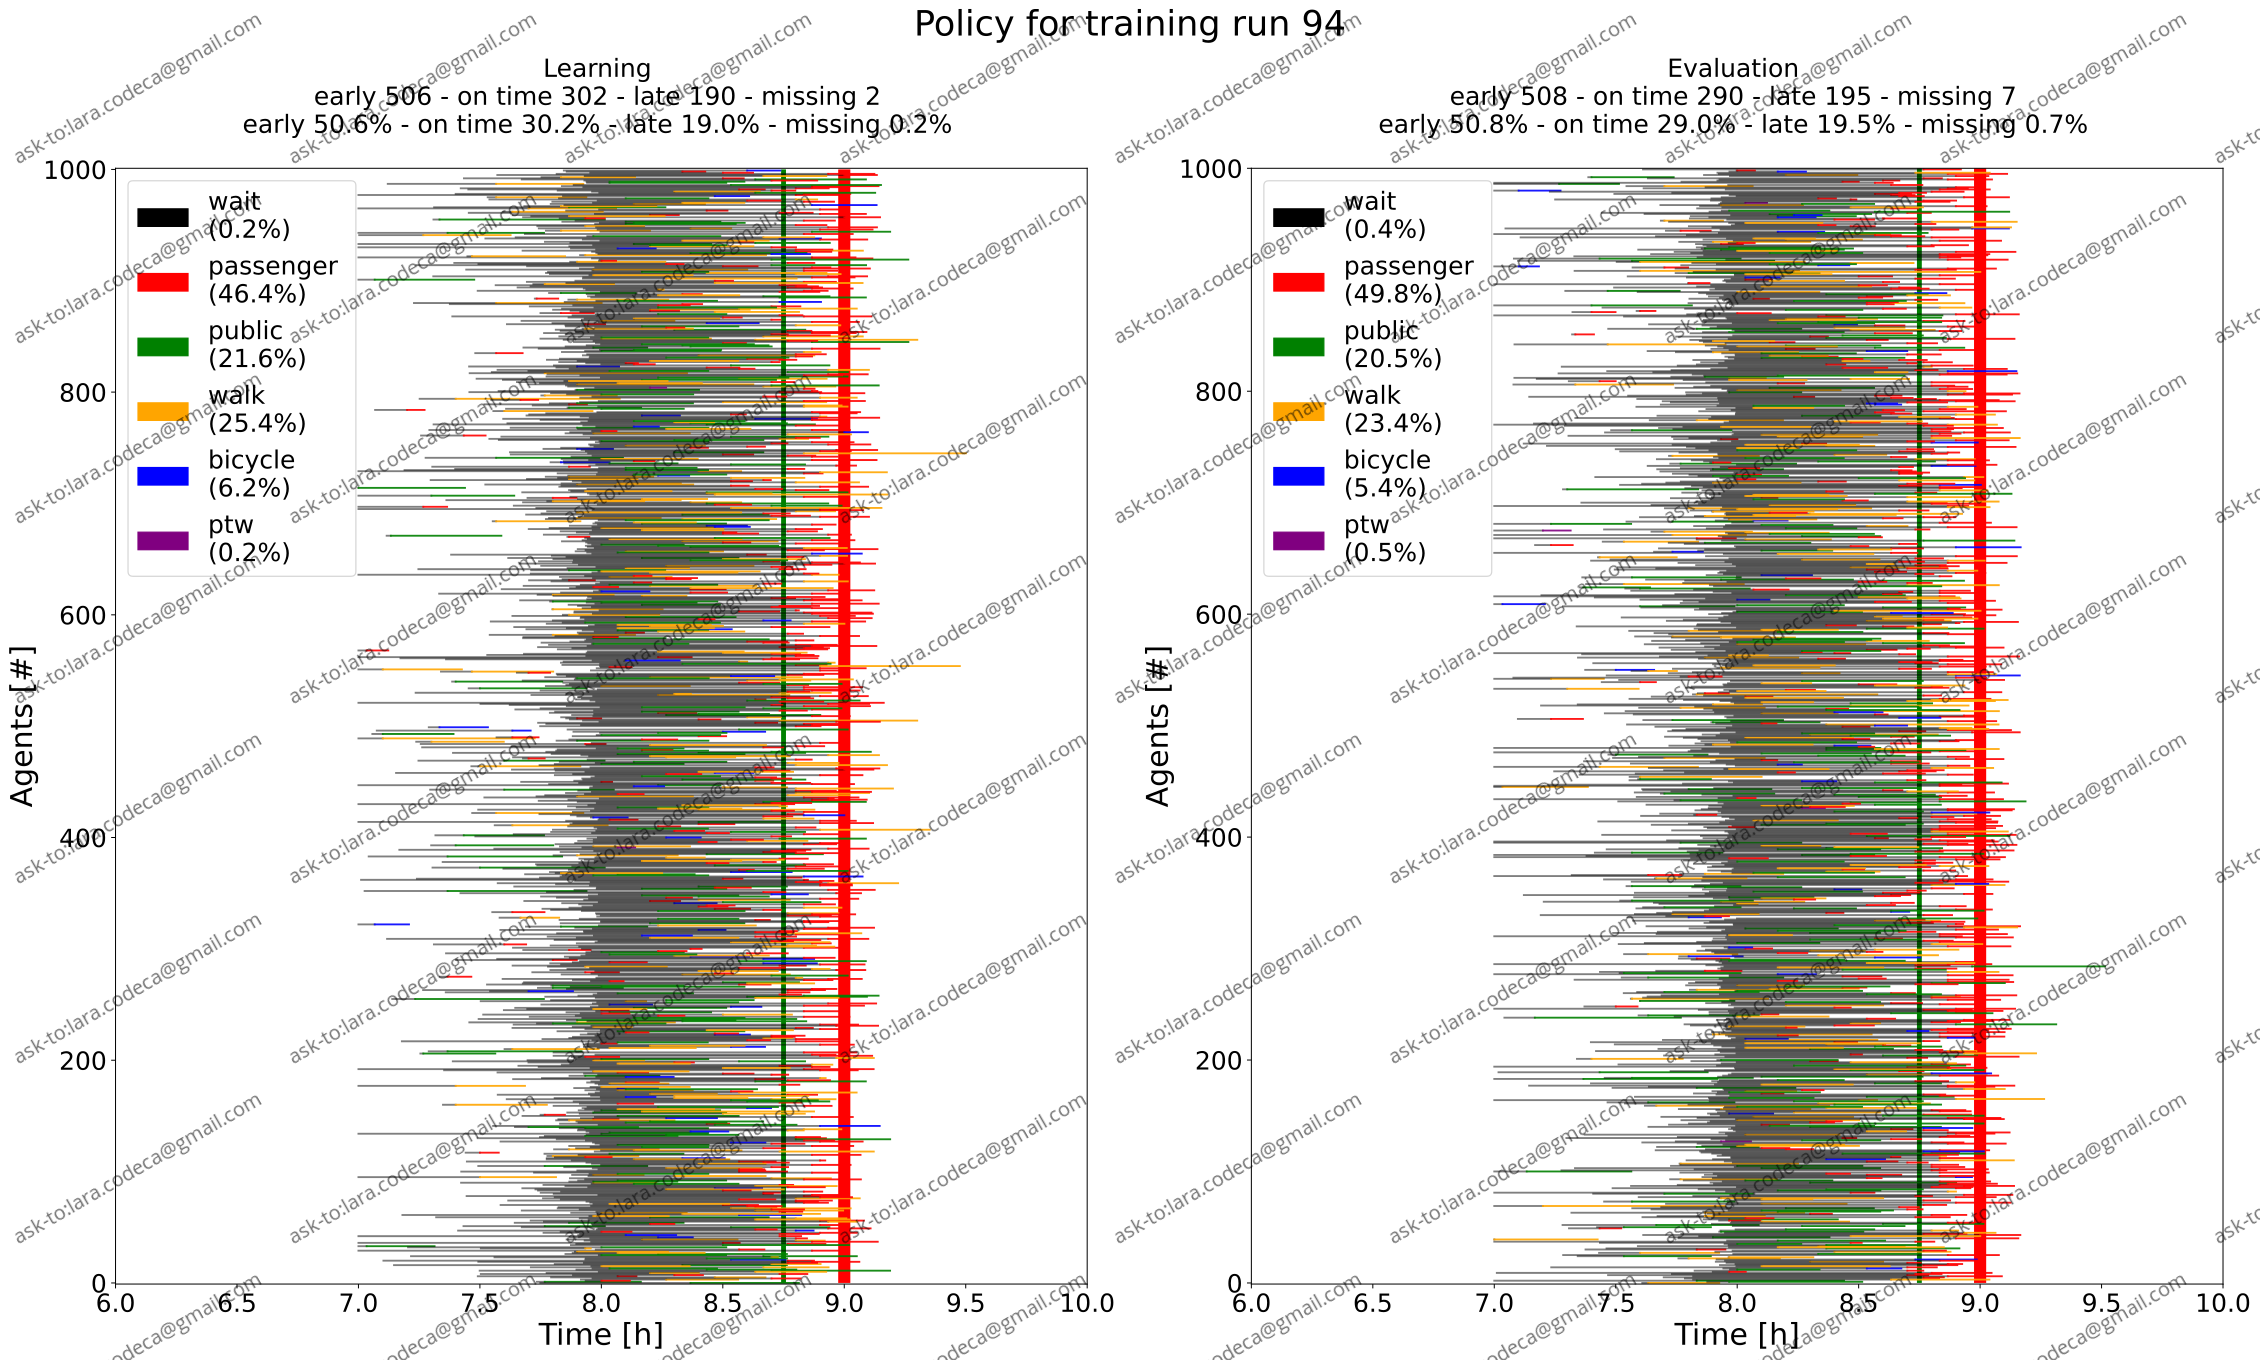 Policy for training run 94
Learning
early 506 - on time 302 - late 190 - missing 2
early 50.6% - on time 30.2% - late 19.0% - missing 0.2%
1000
800
600
400
200
0
Agents [#]
wait
(0.2%)
passenger
(46.4%)
public
(21.6%)
walk
(25.4%)
bicycle
(6.2%)
ptw
(0.2%)
6.0 6.5 7.0 7.5 8.0 8.5 9.0 9.5 10.0
Time [h]
Evaluation
early 508 - on time 290 - late 195 - missing 7
early 50.8% - on time 29.0% - late 19.5% - missing 0.7%
1000
800
600
400
200
0
Agents [#]
wait
(0.4%)
passenger
(49.8%)
public
(20.5%)
walk
(23.4%)
bicycle
(5.4%)
ptw
(0.5%)
6.0 6.5 7.0 7.5 8.0 8.5 9.0 9.5 10.0
Time [h]
ask-to:lara.codeca@gmail.com